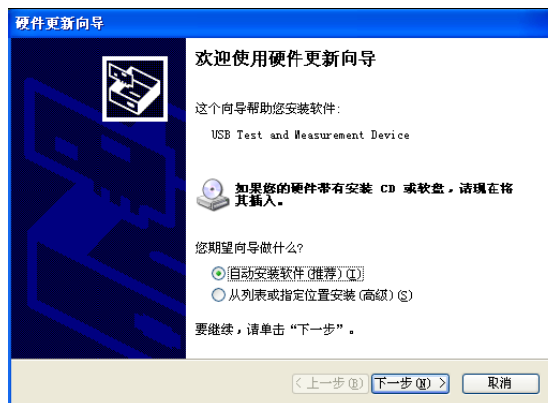 硬件更新向导
欢迎使用硬件更新向导
这个向导帮助您安装软件:
USB Test and Measurement Device
如果您的硬件带有安装 CD 或软盘，请现在将
其插入。
您期望向导做什么?
自动安装软件(推荐)(I)
从列表或指定位置安装(高级)(S)
要继续，请单击“下一步”。
<上一步(B) 下一步(N)> 取消